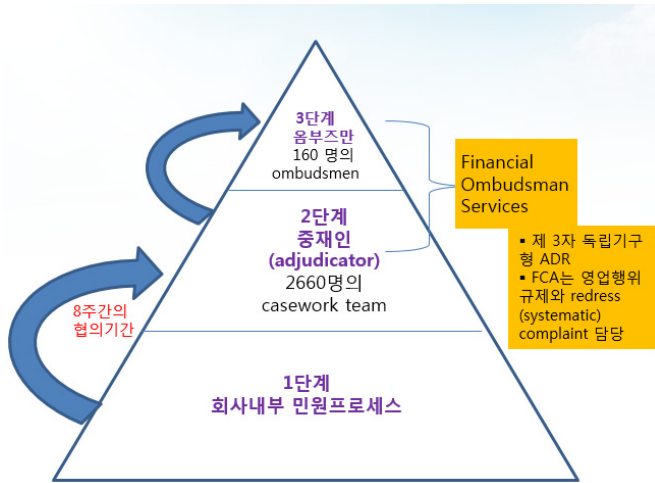 3단계
옴부즈만
160 명의
ombudsmen
Financial
Ombudsman
Services
2단계
중재인
(adjudicator)
2660명의
casework team
▪ 제 3자 독립기구
형 ADR
▪ FCA는 영업행위
규제와 redress
(systematic)
complaint 담당
8주간의
협의기간
1단계
회사내부 민원프로세스